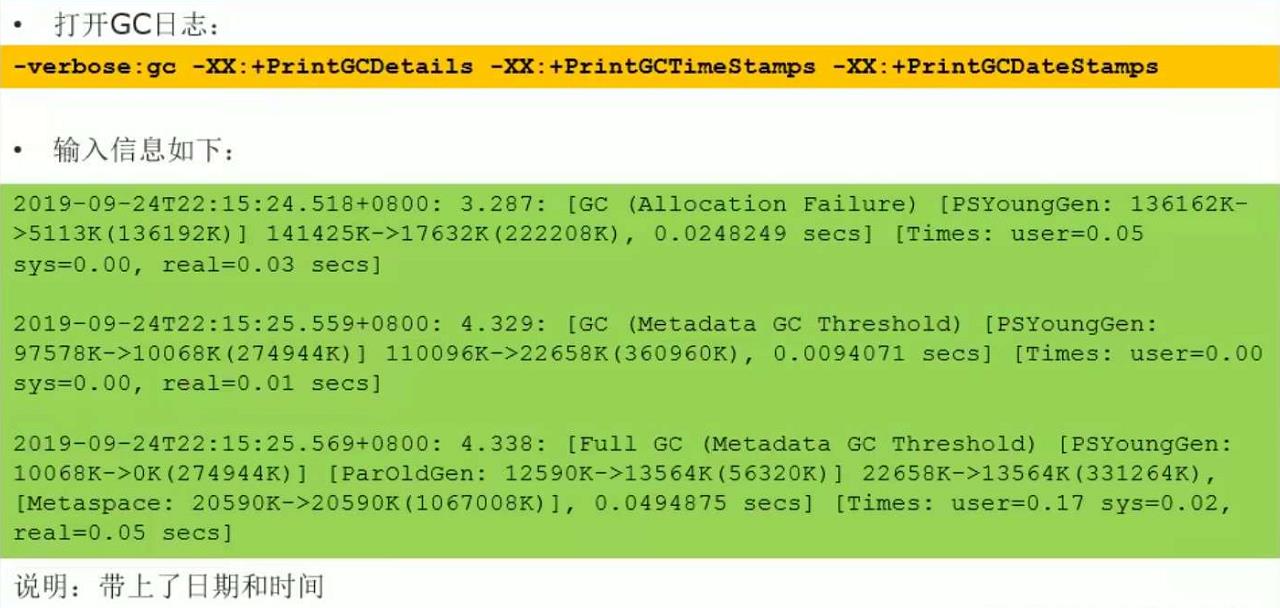 • 打开GC日志：
-verbose:gc -XX:+PrintGCDetails -XX:+PrintGCTimeStamps -XX:+PrintGCDateStamps
• 输入信息如下：
2019-09-24T22:15:24.518+0800: 3.287: [GC (Allocation Failure) [PSYoungGen: 136162K-
>5113K(136192K)] 141425K->17632K(222208K), 0.0248249 secs] [Times: user=0.05
sys=0.00, real=0.03 secs]
2019-09-24T22:15:25.559+0800: 4.329: [GC (Metadata GC Threshold) [PSYoungGen:
97578K->10068K(274944K)] 110096K->22658K(360960K), 0.0094071 secs] [Times: user=0.00
sys=0.00, real=0.01 secs]
2019-09-24T22:15:25.569+0800: 4.338: [Full GC (Metadata GC Threshold) [PSYoungGen:
10068K->0K(274944K)] [ParOldGen: 12590K->13564K(56320K)] 22658K->13564K(331264K),
[Metaspace: 20590K->20590K(1067008K)], 0.0494875 secs] [Times: user=0.17 sys=0.02,
real=0.05 secs]
说明：带上了日期和时间